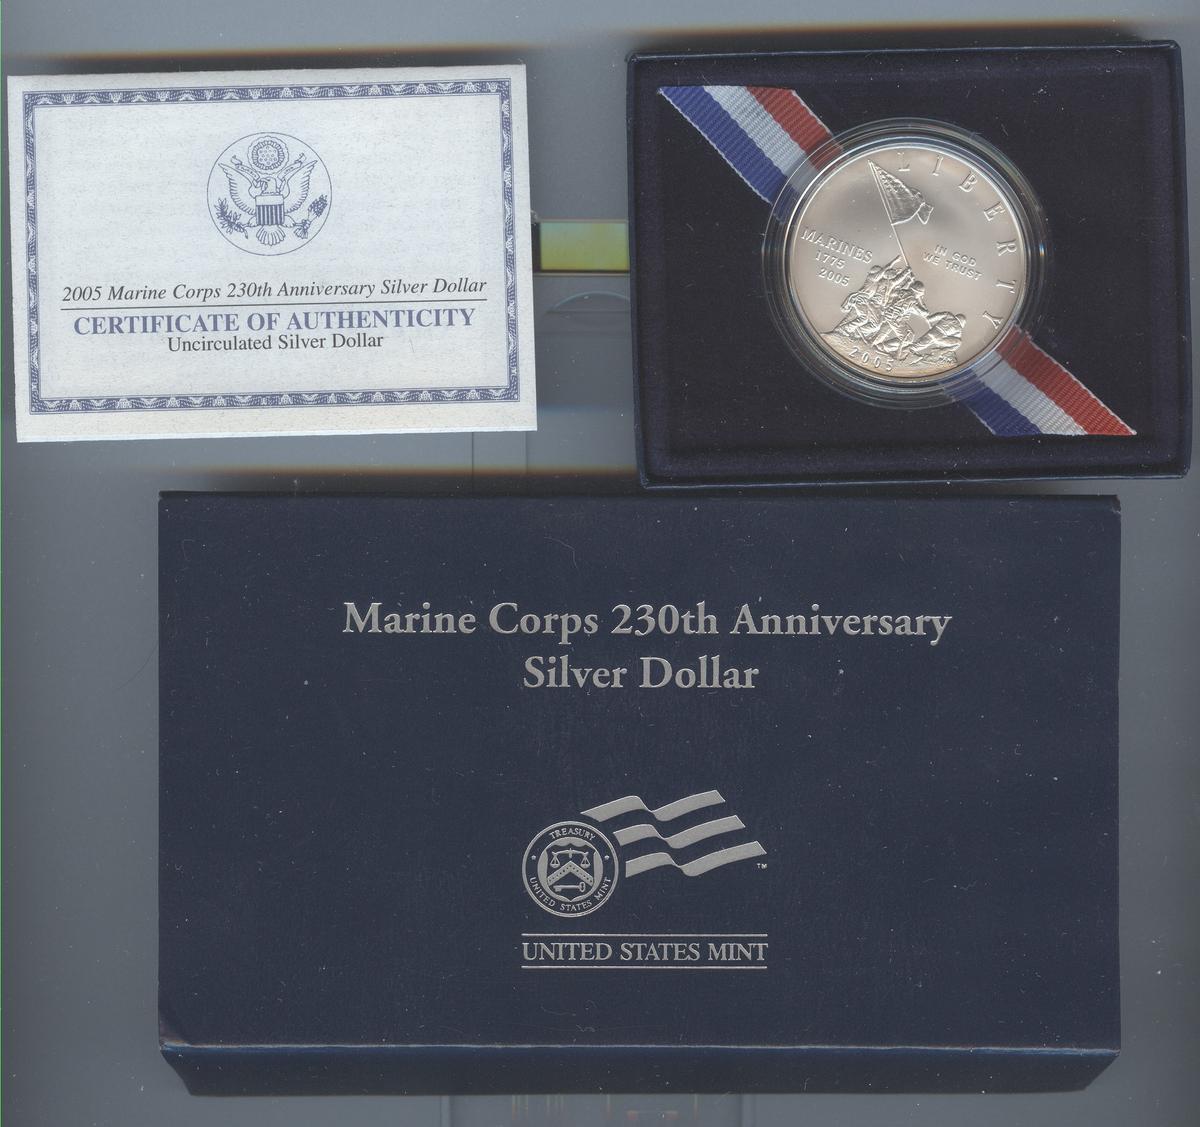 2005 Marine Corps 230th Anniversary Silver Dollar
CERTIFICATE OF AUTHENTICITY
Uncirculated Silver Dollar
LIBERTY
MARINES
1775
2005
IN GOD
WE TRUST
2005
Marine Corps 230th Anniversary
Silver Dollar
TREASURY
UNITED STATES MINT
TM
UNITED STATES MINT